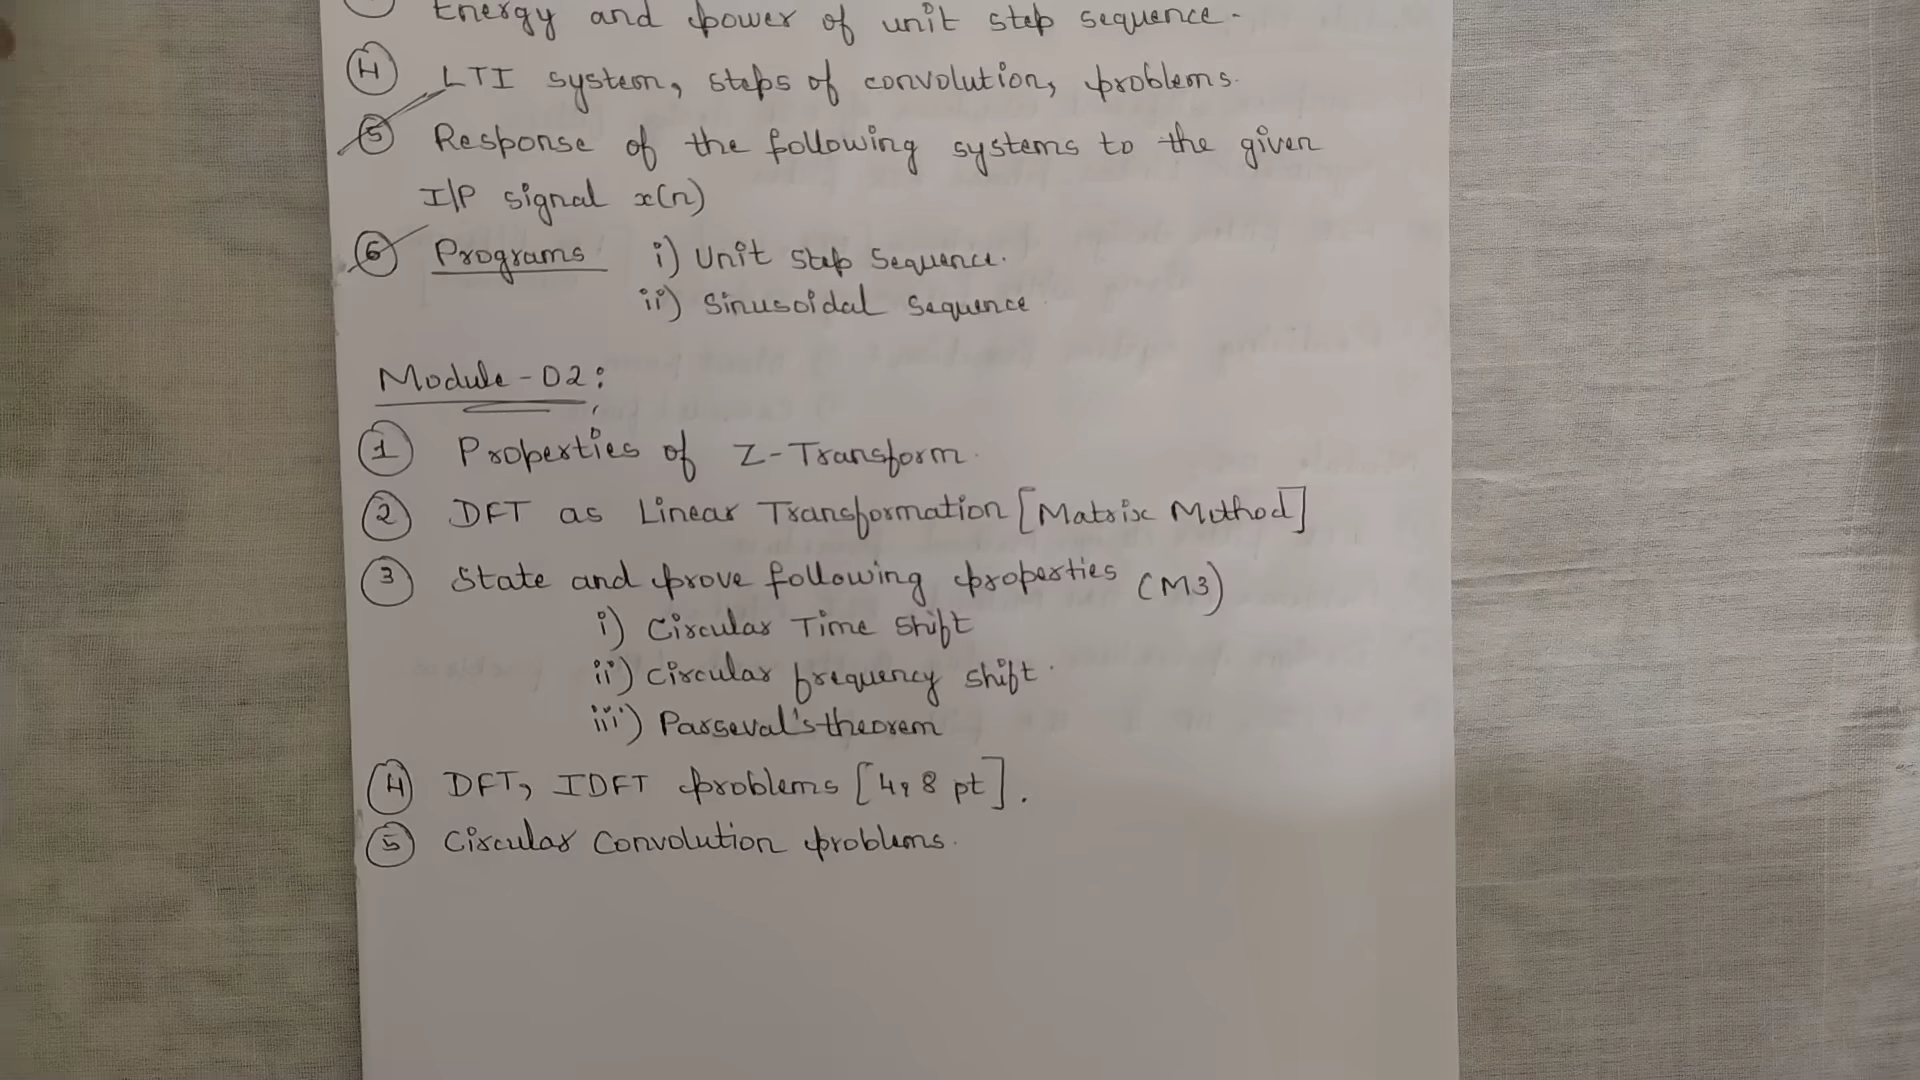 Energy and power of unit step sequence.
4 LTI system, steps of convolution, problems.
5 Response of the following systems to the given
I/P signal x(n)
6 Programs i) Unit step sequence.
ii) Sinusoidal sequence
Module-02:
1 Properties of Z-Transform.
2 DFT as Linear Transformation [Matrix Method]
3 State and prove following properties (M3)
i) Circular Time shift
ii) Circular frequency shift.
iii) Parseval's theorem
4 DFT, IDFT problems [4,8 pt].
5 Circular Convolution problems.